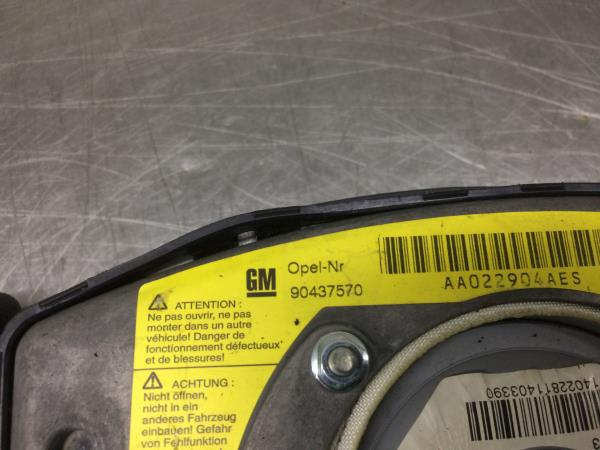 GM
Opel-Nr
90437570
AA022904AES
ATTENTION :
Ne pas ouvrir, ne pas
monter dans un autre
véhicule! Danger de
fonctionnement défectueux
et de blessures!
ACHTUNG :
Nicht öffnen,
nicht in ein
anderes Fahrzeug
einbauen! Gefahr
von Fehlfunktion
14022811403390